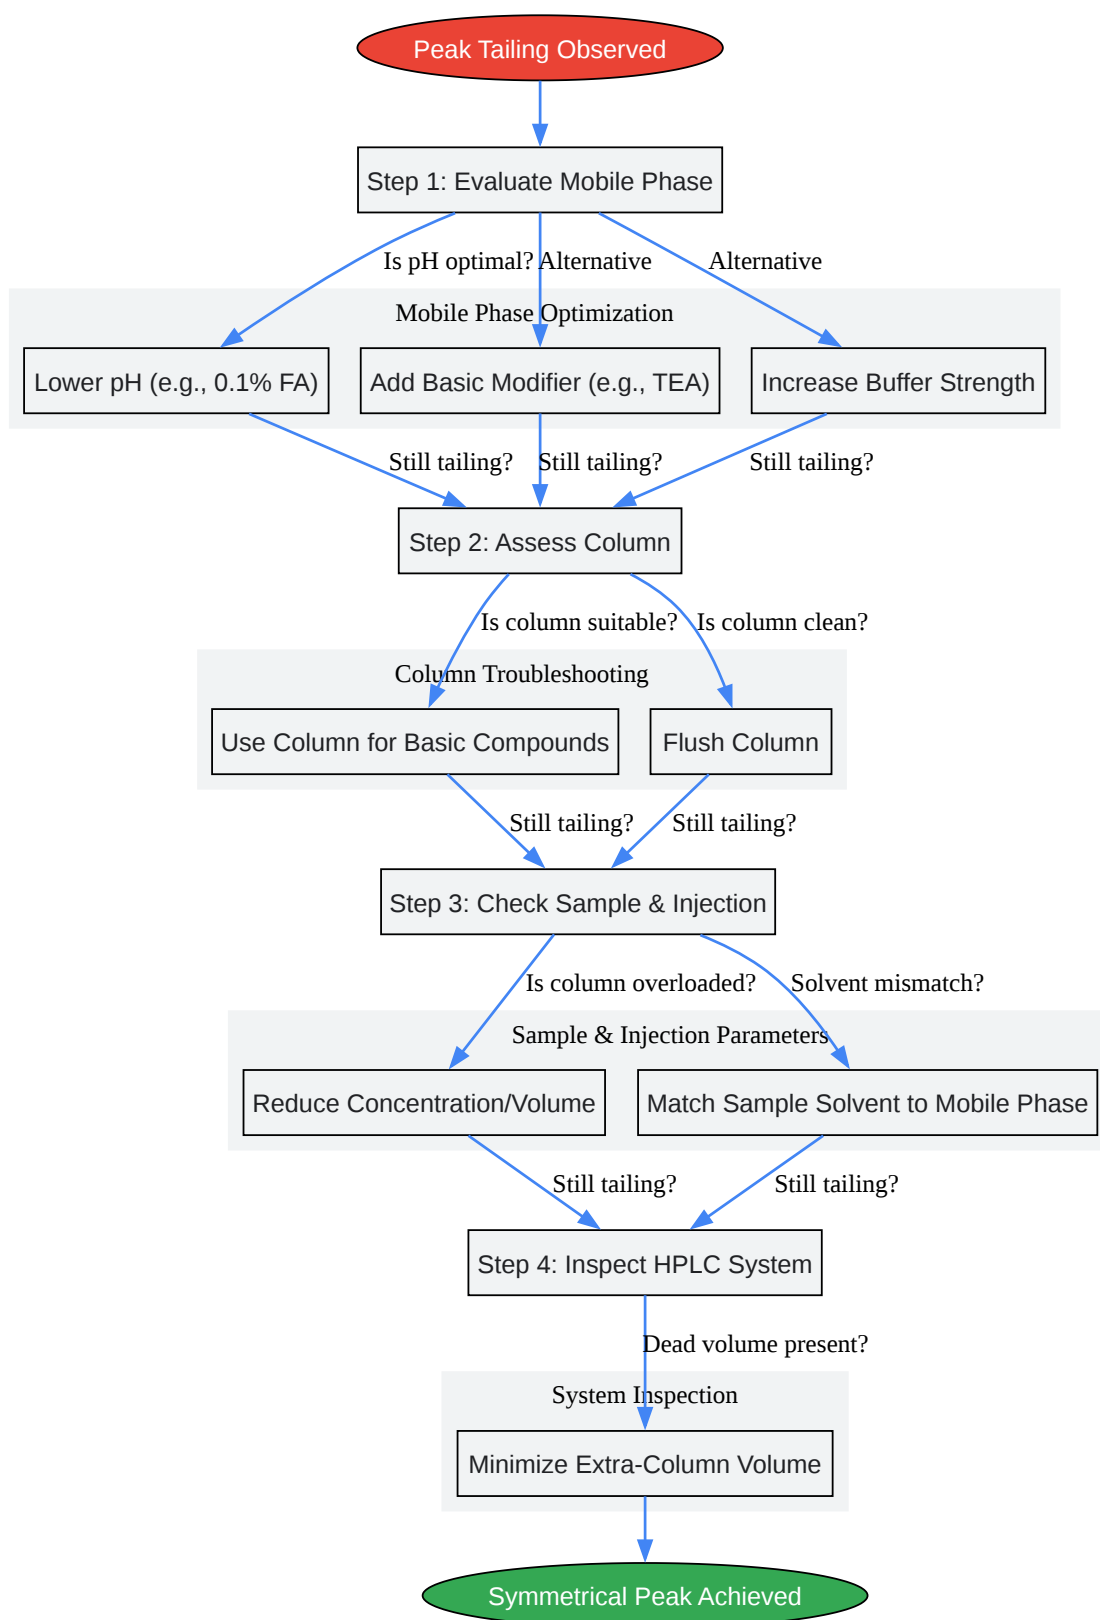 Peak Tailing Observed
Step 1: Evaluate Mobile Phase
Is pH optimal?
Alternative
Alternative
Mobile Phase Optimization
Lower pH (e.g., 0.1% FA)
Add Basic Modifier (e.g., TEA)
Increase Buffer Strength
Still tailing?
Still tailing?
Still tailing?
Step 2: Assess Column
Is column suitable?
Is column clean?
Column Troubleshooting
Use Column for Basic Compounds
Flush Column
Still tailing?
Still tailing?
Step 3: Check Sample & Injection
Is column overloaded?
Solvent mismatch?
Sample & Injection Parameters
Reduce Concentration/Volume
Match Sample Solvent to Mobile Phase
Still tailing?
Still tailing?
Step 4: Inspect HPLC System
Dead volume present?
System Inspection
Minimize Extra-Column Volume
Symmetrical Peak Achieved